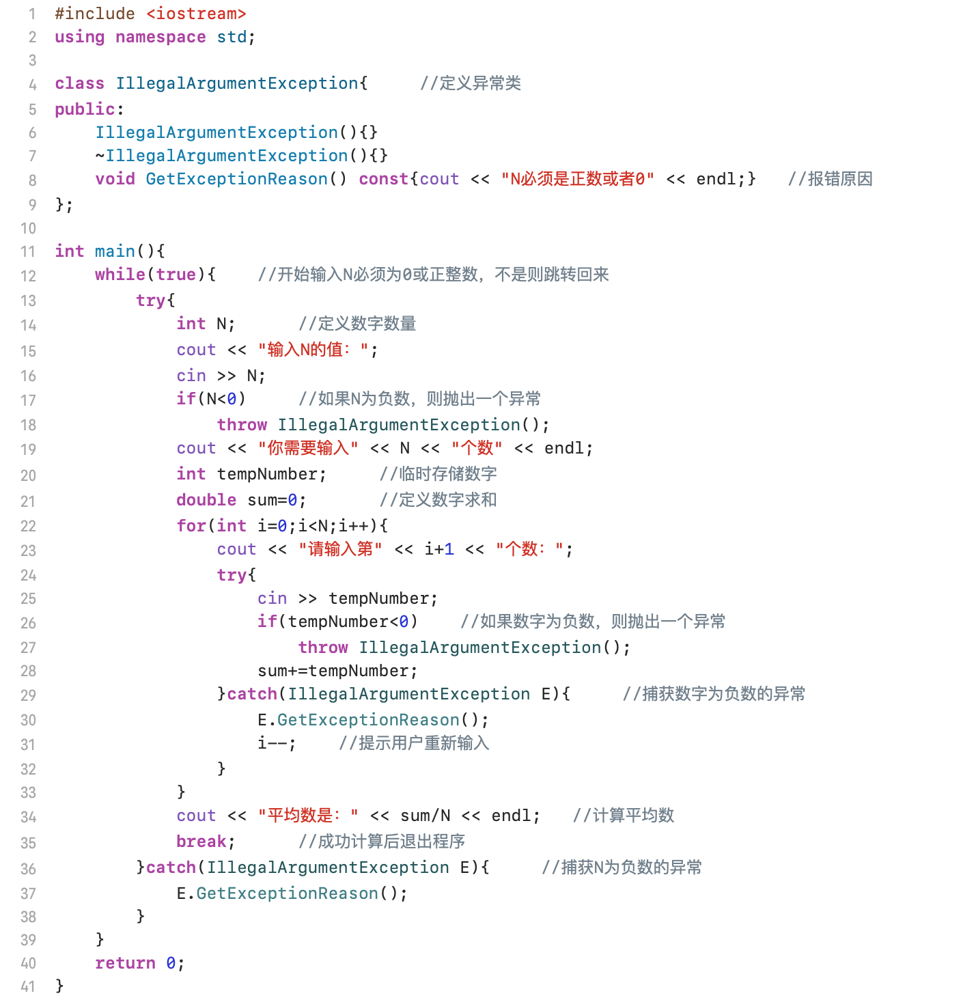 1 #include <iostream>
2 using namespace std;
3
4 class IllegalArgumentException{     //定义异常类
5 public:
6     IllegalArgumentException(){}
7     ~IllegalArgumentException(){}
8     void GetExceptionReason() const{cout << "N必须是正数或者0" << endl;}   //报错原因
9 };
10
11 int main(){
12     while(true){    //开始输入N必须为0或正整数，不是则跳转回来
13         try{
14             int N;      //定义数字数量
15             cout << "输入N的值：";
16             cin >> N;
17             if(N<0)     //如果N为负数，则抛出一个异常
18                 throw IllegalArgumentException();
19             cout << "你需要输入" << N << "个数" << endl;
20             int tempNumber;     //临时存储数字
21             double sum=0;       //定义数字求和
22             for(int i=0;i<N;i++){
23                 cout << "请输入第" << i+1 << "个数：";
24                 try{
25                     cin >> tempNumber;
26                     if(tempNumber<0)    //如果数字为负数，则抛出一个异常
27                         throw IllegalArgumentException();
28                     sum+=tempNumber;
29                 }catch(IllegalArgumentException E){     //捕获数字为负数的异常
30                     E.GetExceptionReason();
31                     i--;    //提示用户重新输入
32                 }
33             }
34             cout << "平均数是：" << sum/N << endl;   //计算平均数
35             break;      //成功计算后退出程序
36         }catch(IllegalArgumentException E){     //捕获N为负数的异常
37             E.GetExceptionReason();
38         }
39     }
40     return 0;
41 }